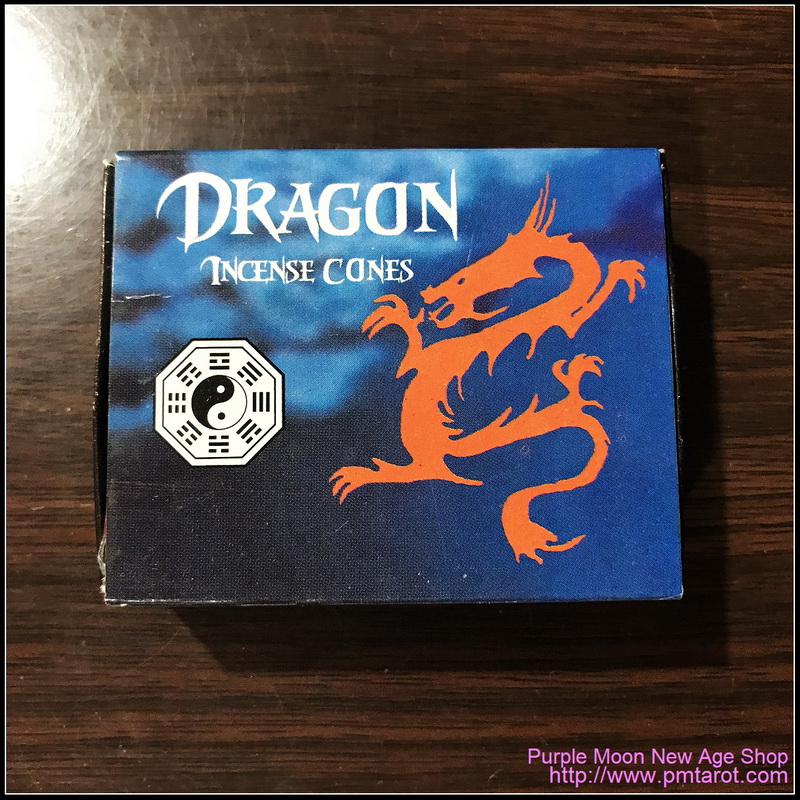 DRAGON
INCENSE CONES
Purple Moon New Age Shop
http://www.pmtarot.com